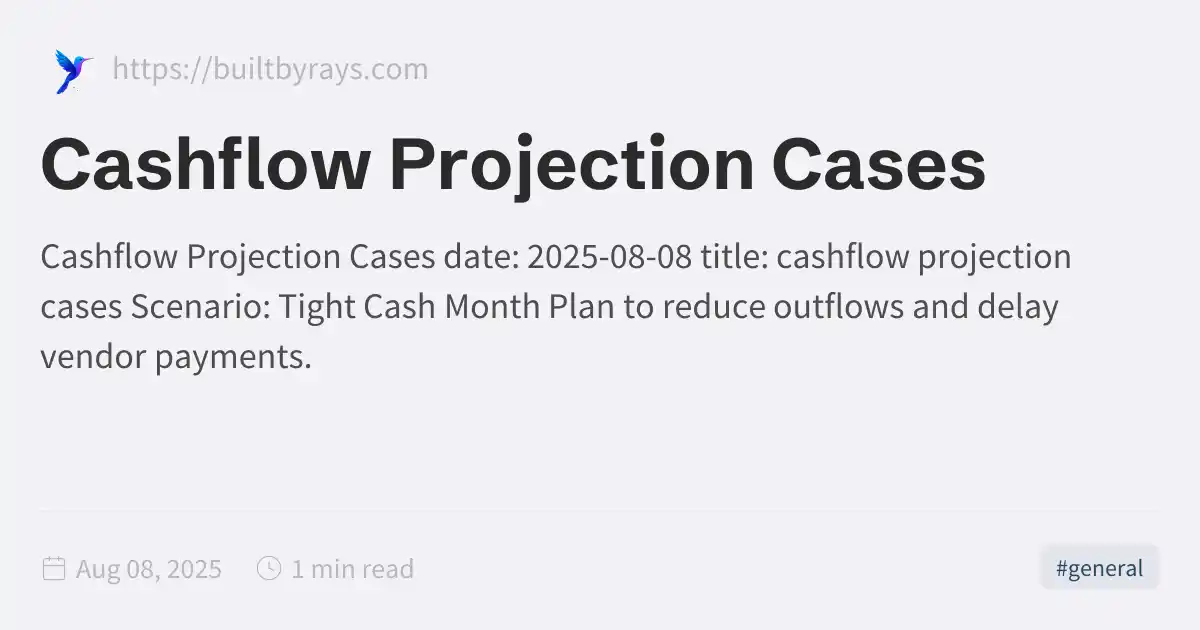 https://builtbyrays.com
Cashflow Projection Cases
Cashflow Projection Cases date: 2025-08-08 title: cashflow projection
cases Scenario: Tight Cash Month Plan to reduce outflows and delay
vendor payments.
Aug 08, 2025
1 min read
#general